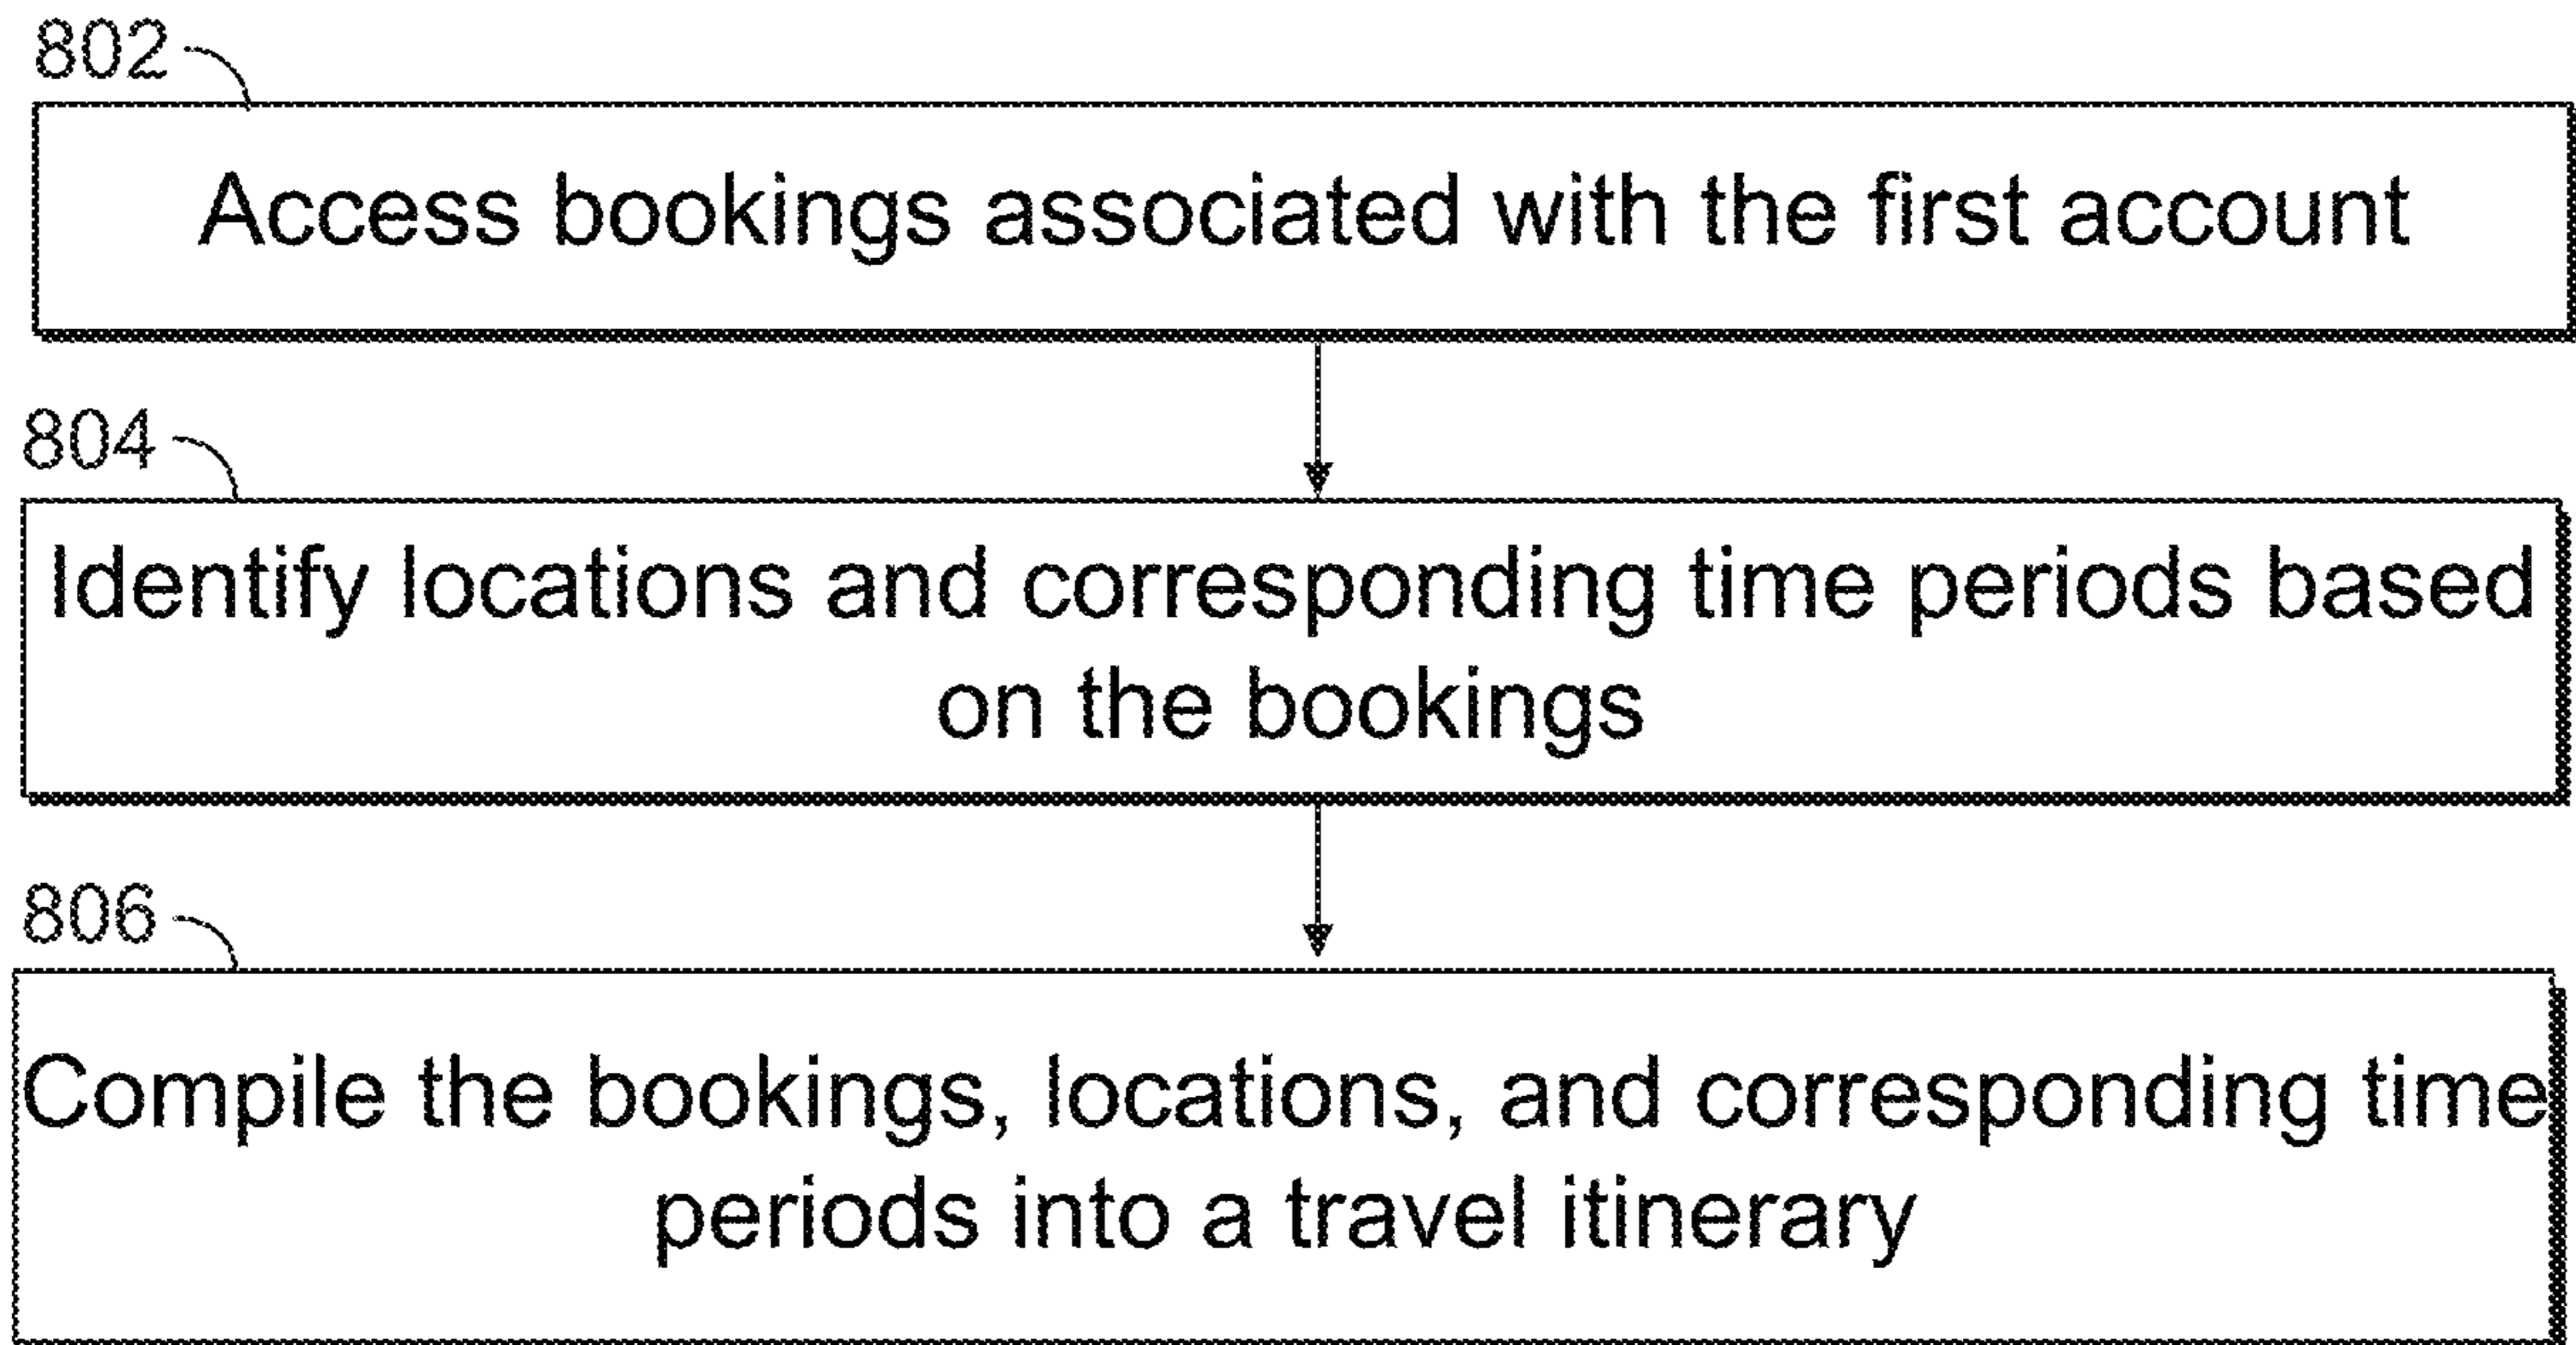 802
Access bookings associated with the first account
804
Identify locations and corresponding time periods based
on the bookings
806
Compile the bookings, locations, and corresponding time
periods into a travel itinerary